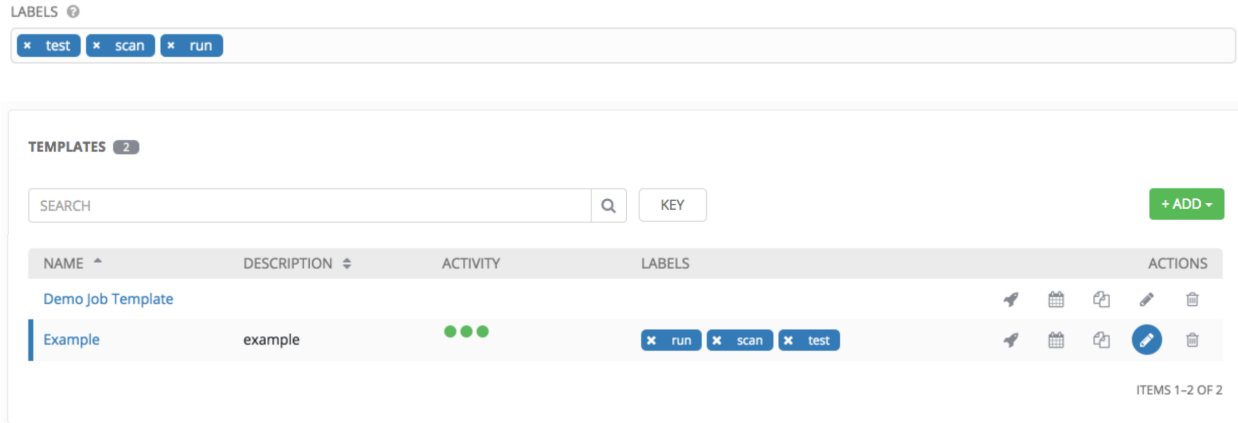 LABELS ?
× test × scan × run
TEMPLATES 2
SEARCH KEY + ADD
NAME DESCRIPTION ACTIVITY LABELS ACTIONS
Demo Job Template
Example example × run × scan × test
ITEMS 1–2 OF 2